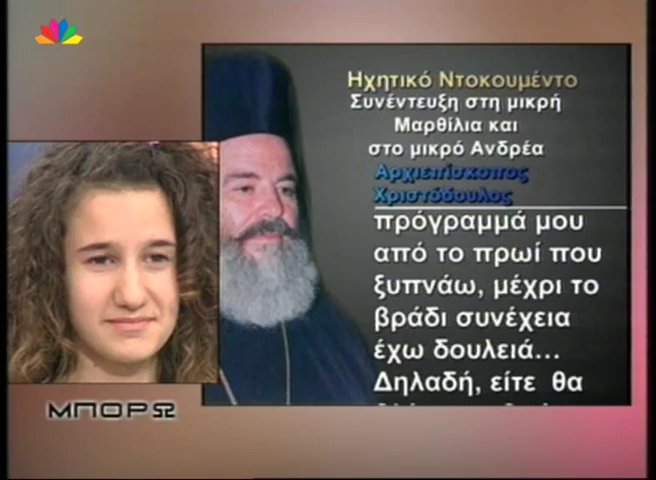 Ηχητικό Ντοκουμέντο
Συνέντευξη στη μικρή
Μαρθίλια και
στο μικρό Ανδρέα
Αρχιεπίσκοπος
Χριστόδουλος
πρόγραμμά μου
από το πρωί που
ξυπνάω, μέχρι το
βράδι συνέχεια
έχω δουλειά...
Δηλαδή, είτε θα
ΜΠΟΡΩ